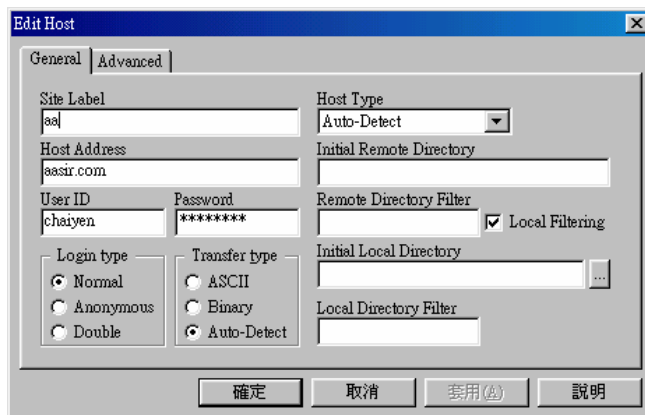 Edit Host
General Advanced
Site Label
aa
Host Address
aasir.com
User ID Password
chaiyen ********
Login type
Normal
Anonymous
Double
Transfer type
ASCII
Binary
Auto-Detect
Host Type
Auto-Detect
Initial Remote Directory
Remote Directory Filter
Local Filtering
Initial Local Directory
...
Local Directory Filter
確定 取消 套用(A) 說明